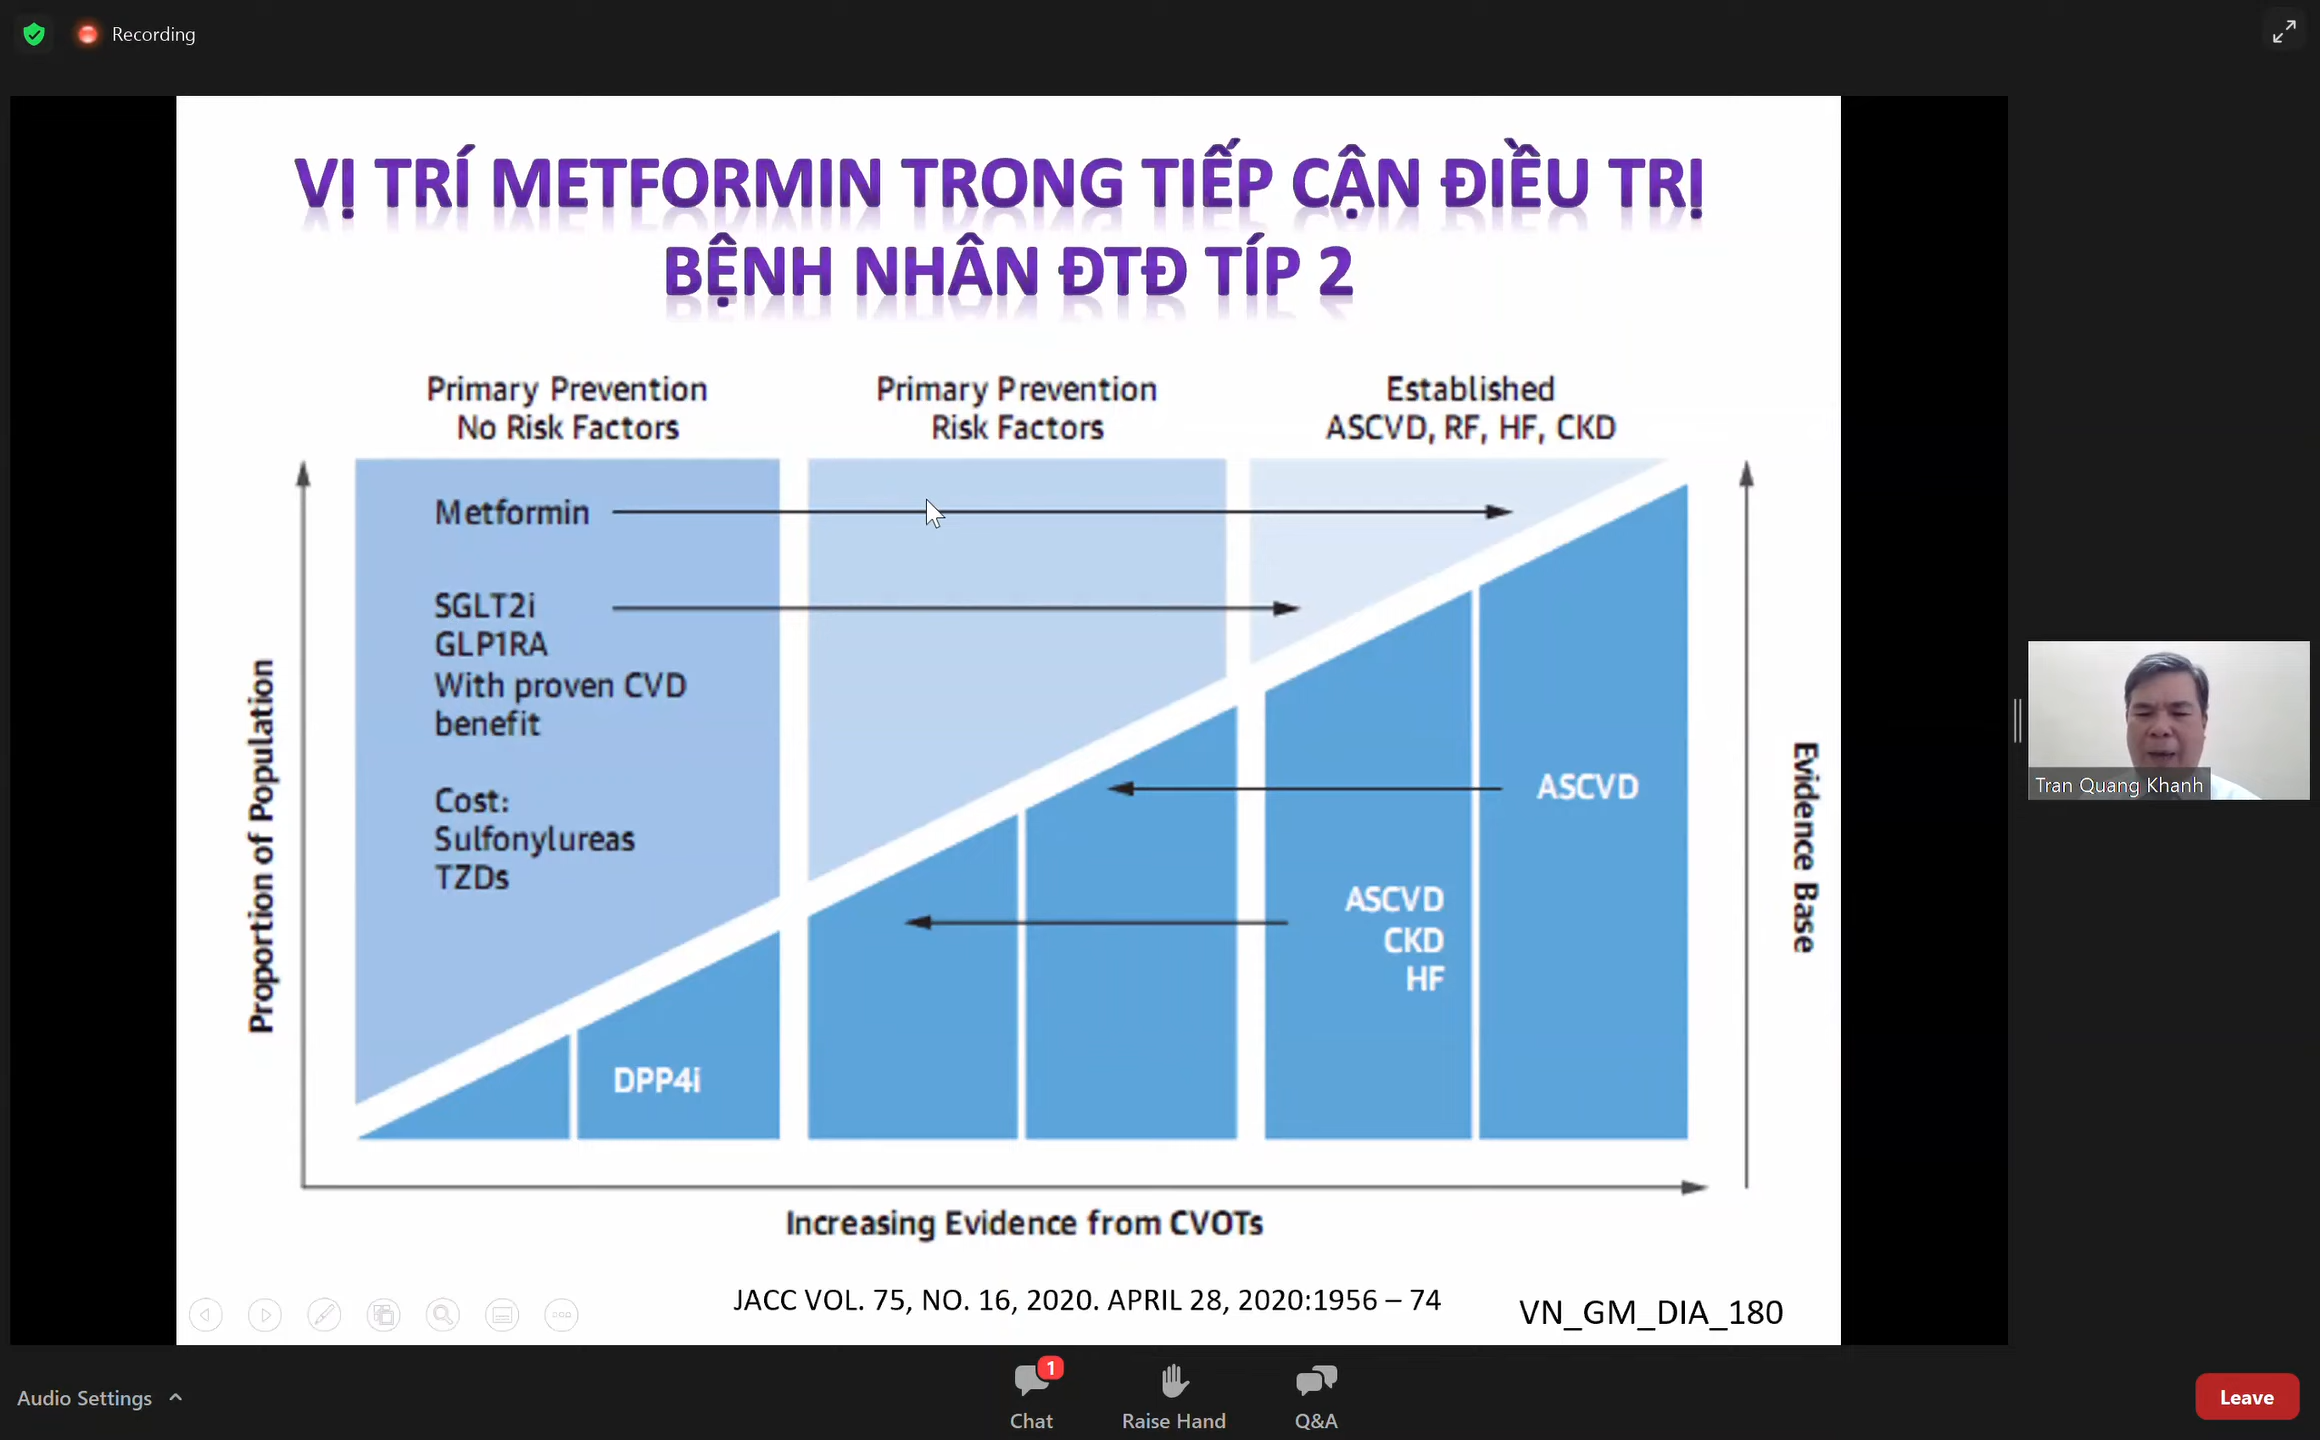 Recording
VỊ TRÍ METFORMIN TRONG TIẾP CẬN ĐIỀU TRỊ
BỆNH NHÂN ĐTĐ TÍP 2
Primary Prevention
No Risk Factors
Primary Prevention
Risk Factors
Established
ASCVD, RF, HF, CKD
Metformin
SGLT2i
GLP1RA
With proven CVD
benefit
Cost:
Sulfonylureas
TZDs
Proportion of Population
Evidence Base
ASCVD
ASCVD
CKD
HF
DPP4i
Increasing Evidence from CVOTs
JACC VOL. 75, NO. 16, 2020. APRIL 28, 2020:1956 – 74
VN_GM_DIA_180
Tran Quang Khanh
Audio Settings
1
Chat
Raise Hand
Q&A
Leave